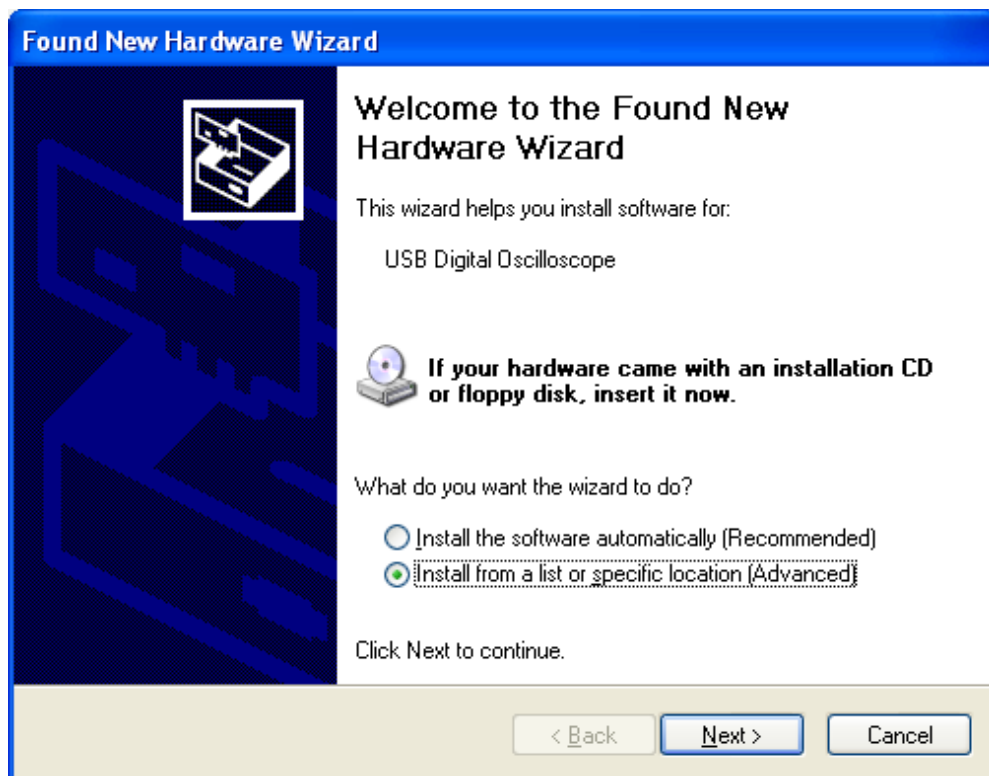 Found New Hardware Wizard
Welcome to the Found New
Hardware Wizard
This wizard helps you install software for:
USB Digital Oscilloscope
If your hardware came with an installation CD
or floppy disk, insert it now.
What do you want the wizard to do?
Install the software automatically (Recommended)
Install from a list or specific location (Advanced)
Click Next to continue.
< Back Next > Cancel